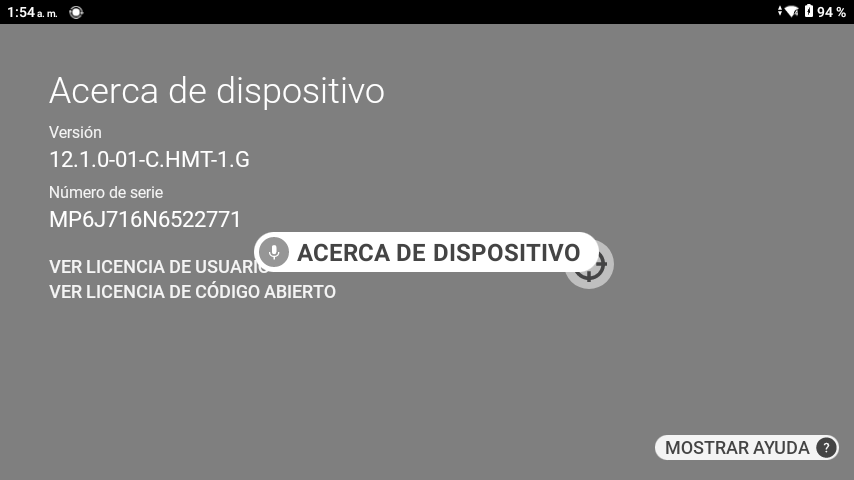 1:54 a. m.
94 %
Acerca de dispositivo
Versión
12.1.0-01-C.HMT-1.G
Número de serie
MP6J716N6522771
ACERCA DE DISPOSITIVO
VER LICENCIA DE USUARIO
VER LICENCIA DE CÓDIGO ABIERTO
MOSTRAR AYUDA ?